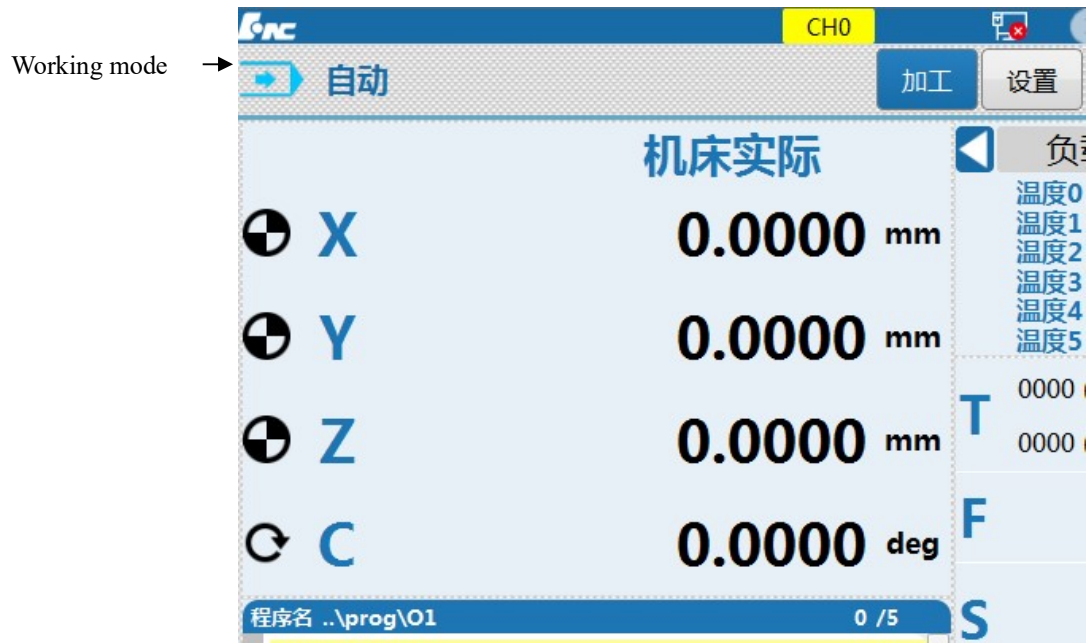 HNC CH0
Working mode
自动 加工 设置
机床实际
负
温度0
温度1
温度2
温度3
温度4
温度5
X 0.0000 mm
Y 0.0000 mm
Z 0.0000 mm
C 0.0000 deg
T 0000
0000
F
S
程序名 ..\prog\O1 0 /5